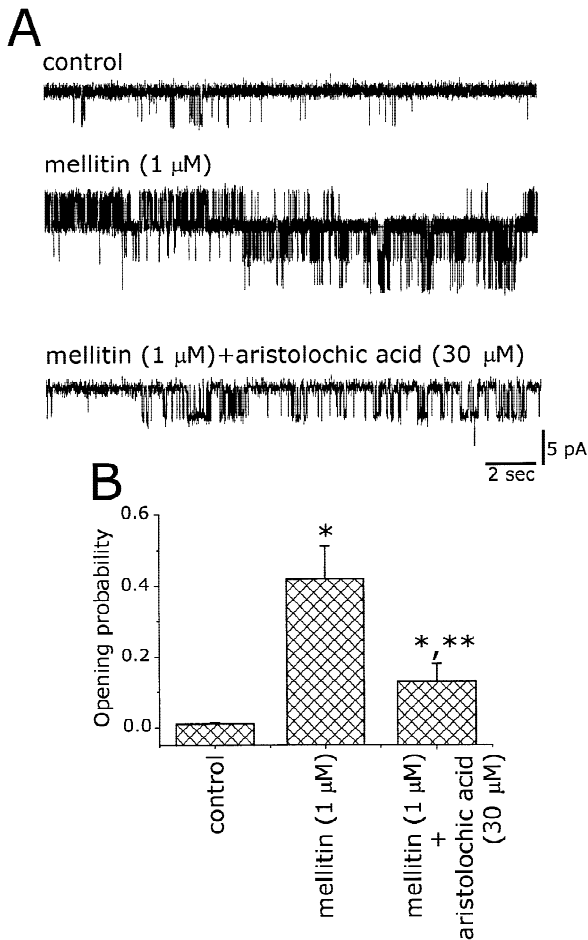 A
control
mellitin (1 μM)
mellitin (1 μM)+aristolochic acid (30 μM)
5 pA
2 sec
B
Opening probability
0.6
0.4
0.2
0.0
*
*,**
control
mellitin (1 μM)
mellitin (1 μM)
+
aristolochic acid
(30 μM)